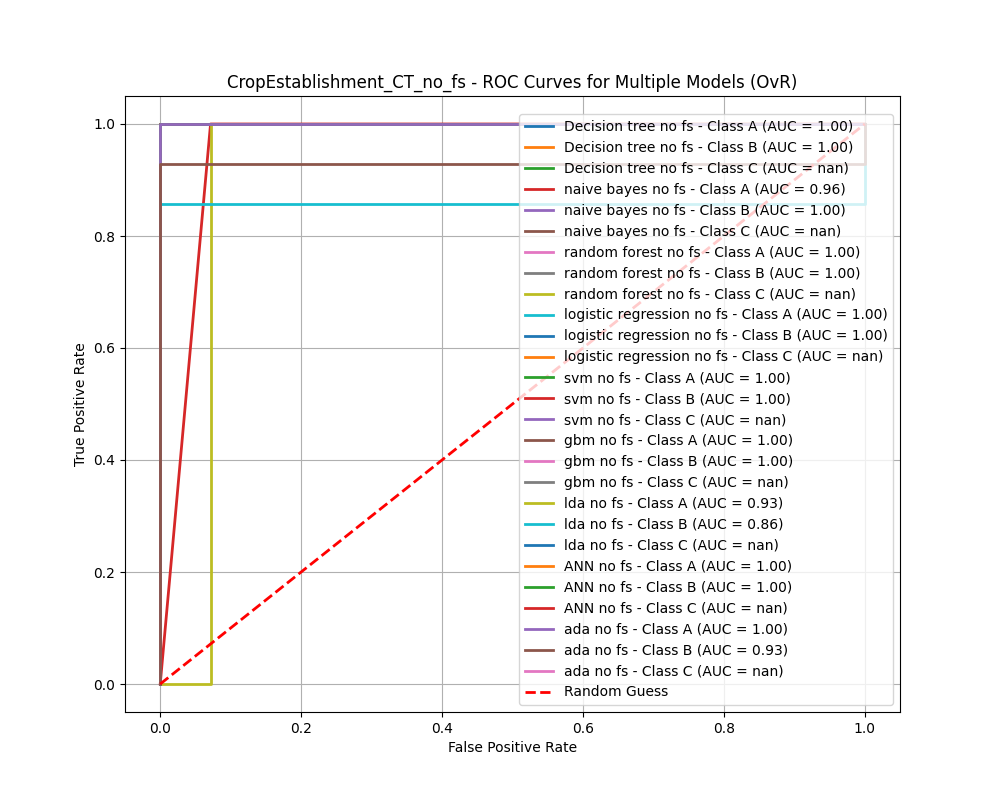 CropEstablishment_CT_no_fs - ROC Curves for Multiple Models (OvR)
True Positive Rate
1.0
0.8
0.6
0.4
0.2
0.0
Decision tree no fs - Class A (AUC = 1.00)
Decision tree no fs - Class B (AUC = 1.00)
Decision tree no fs - Class C (AUC = nan)
naive bayes no fs - Class A (AUC = 0.96)
naive bayes no fs - Class B (AUC = 1.00)
naive bayes no fs - Class C (AUC = nan)
random forest no fs - Class A (AUC = 1.00)
random forest no fs - Class B (AUC = 1.00)
random forest no fs - Class C (AUC = nan)
logistic regression no fs - Class A (AUC = 1.00)
logistic regression no fs - Class B (AUC = 1.00)
logistic regression no fs - Class C (AUC = nan)
svm no fs - Class A (AUC = 1.00)
svm no fs - Class B (AUC = 1.00)
svm no fs - Class C (AUC = nan)
gbm no fs - Class A (AUC = 1.00)
gbm no fs - Class B (AUC = 1.00)
gbm no fs - Class C (AUC = nan)
lda no fs - Class A (AUC = 0.93)
lda no fs - Class B (AUC = 0.86)
lda no fs - Class C (AUC = nan)
ANN no fs - Class A (AUC = 1.00)
ANN no fs - Class B (AUC = 1.00)
ANN no fs - Class C (AUC = nan)
ada no fs - Class A (AUC = 1.00)
ada no fs - Class B (AUC = 0.93)
ada no fs - Class C (AUC = nan)
Random Guess
0.0 0.2 0.4 0.6 0.8 1.0
False Positive Rate